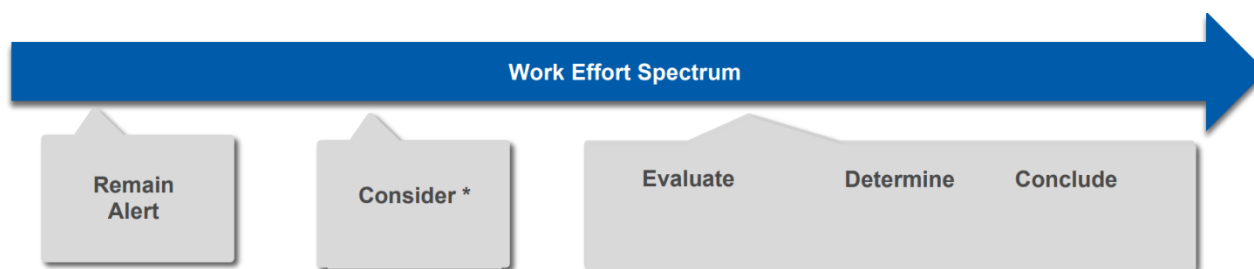 Work Effort Spectrum
Remain
Alert
Consider *
Evaluate
Determine
Conclude